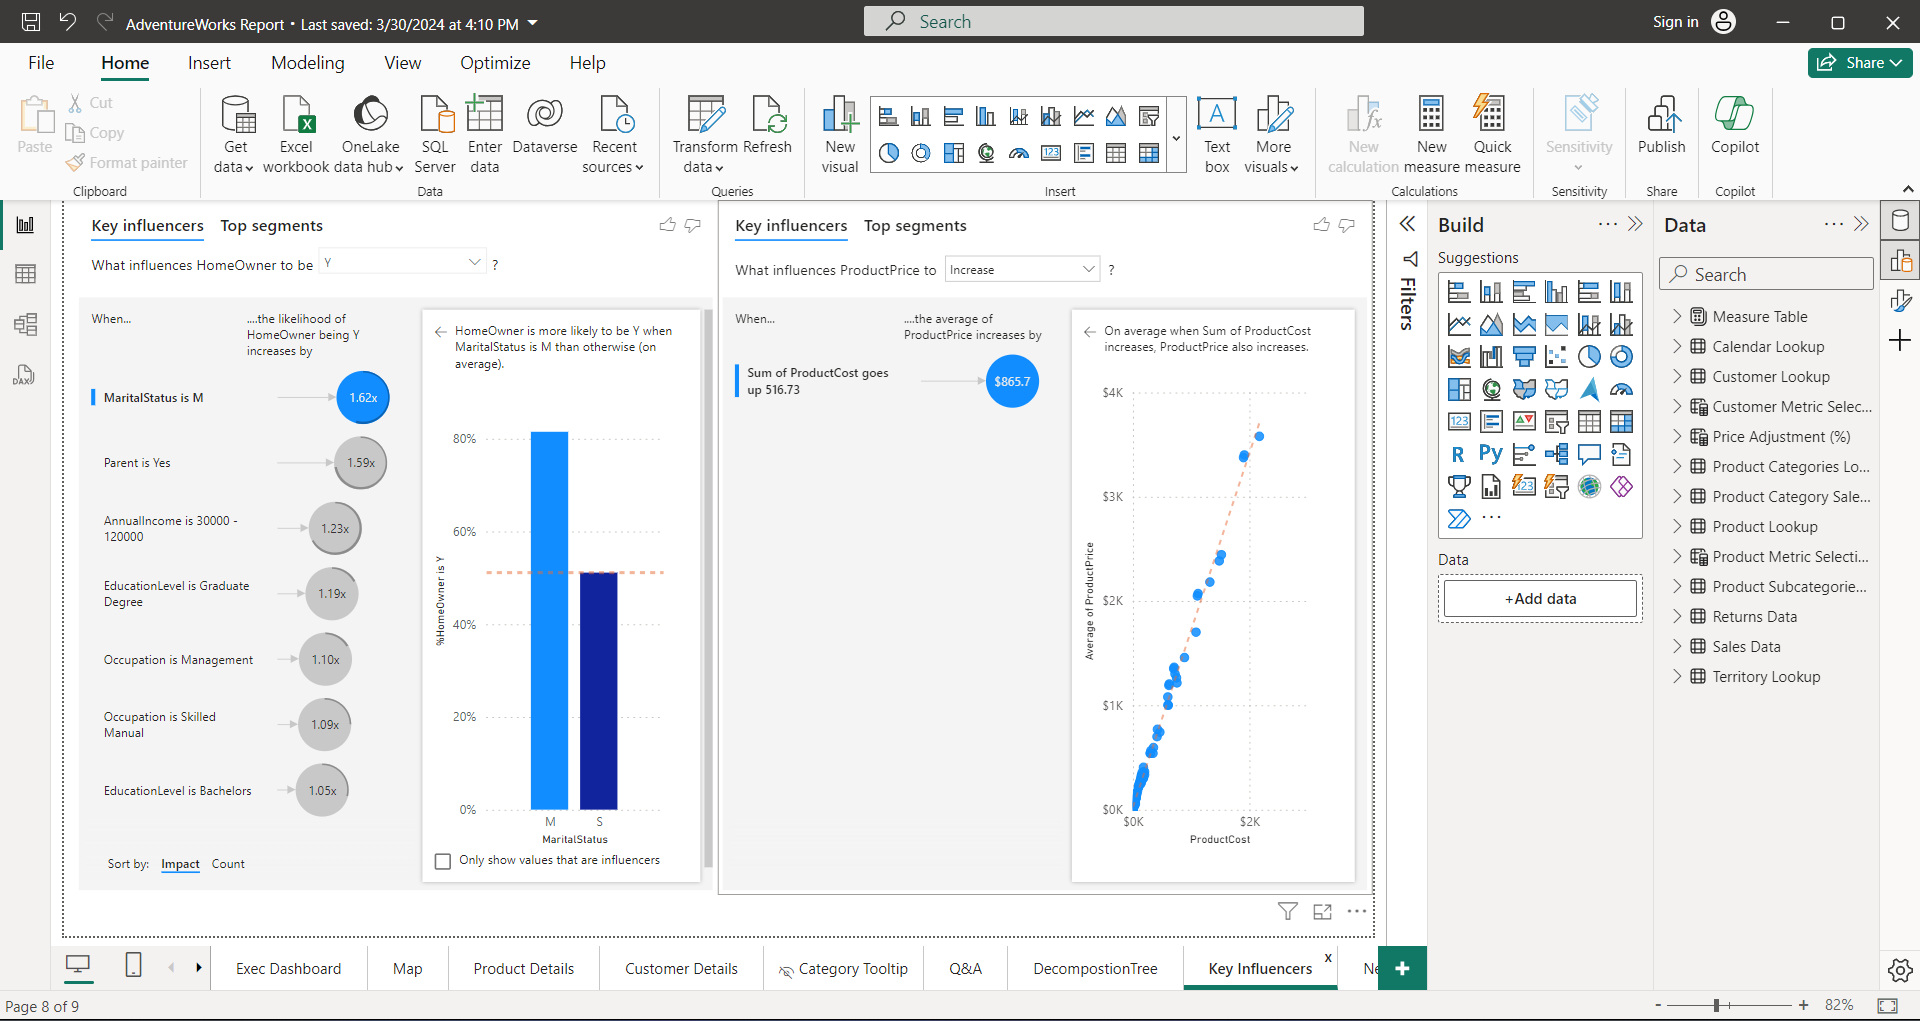 AdventureWorks Report • Last saved: 3/30/2024 at 4:10 PM
Search
Sign in
File
Home
Insert
Modeling
View
Optimize
Help
Share
Paste
Cut
Copy
Format painter
Clipboard
Get data
Excel workbook
OneLake data hub
SQL Server
Enter data
Dataverse
Recent sources
Data
Transform data
Refresh
Queries
New visual
Insert
Text box
More visuals
New calculation
New measure
Quick measure
Calculations
Sensitivity
Sensitivity
Publish
Share
Copilot
Copilot
Key influencers
Top segments
What influences HomeOwner to be
Y
?
When...
....the likelihood of
HomeOwner being Y
increases by
MaritalStatus is M
1.62x
Parent is Yes
1.59x
AnnualIncome is 30000 -
120000
1.23x
EducationLevel is Graduate
Degree
1.19x
Occupation is Management
1.10x
Occupation is Skilled
Manual
1.09x
EducationLevel is Bachelors
1.05x
Sort by:
Impact
Count
HomeOwner is more likely to be Y when
MaritalStatus is M than otherwise (on
average).
%HomeOwner is Y
80%
60%
40%
20%
0%
M
S
MaritalStatus
Only show values that are influencers
Key influencers
Top segments
What influences ProductPrice to
Increase
?
When...
....the average of
ProductPrice increases by
Sum of ProductCost goes
up 516.73
$865.7
On average when Sum of ProductCost
increases, ProductPrice also increases.
Average of ProductPrice
$4K
$3K
$2K
$1K
$0K
$0K
$2K
ProductCost
Filters
Build
Suggestions
123
R
Py
123
Data
+Add data
Data
Search
Measure Table
Calendar Lookup
Customer Lookup
Customer Metric Selec...
Price Adjustment (%)
Product Categories Lo...
Product Category Sale...
Product Lookup
Product Metric Selecti...
Product Subcategorie...
Returns Data
Sales Data
Territory Lookup
DAX
Exec Dashboard
Map
Product Details
Customer Details
Category Tooltip
Q&A
DecompostionTree
Key Influencers
x
Ne
+
Page 8 of 9
-
+
82%